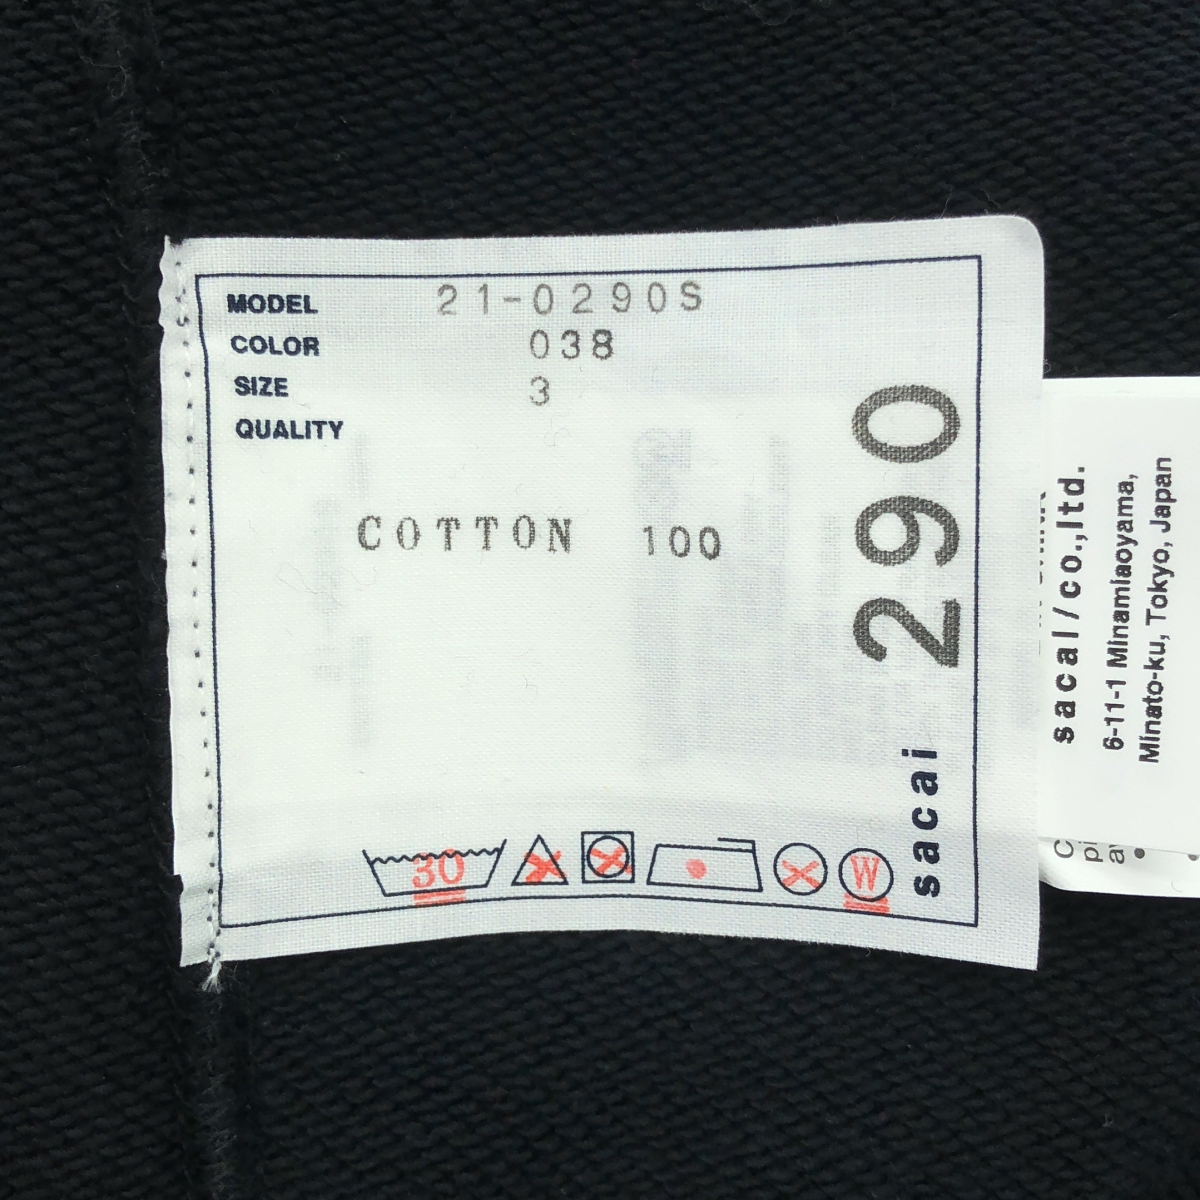 MODEL 21-0290S
COLOR 038
SIZE 3
QUALITY
COTTON 100
30
W
sacai 290
sacai/co.,ltd.
6-11-1 Minamiaoyama,
Minato-ku, Tokyo, Japan